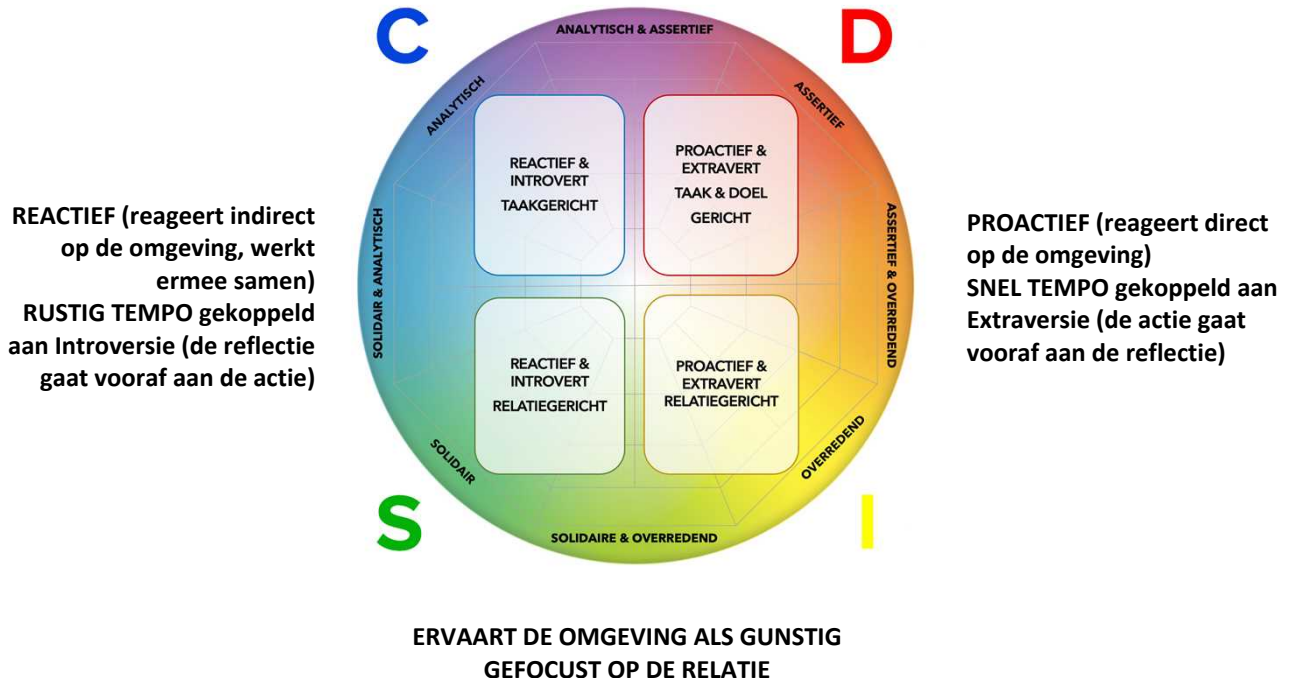 C
D
ANALYTISCH & ASSERTIEF
ANALYTISCH
ASSERTIEF
REACTIEF &
INTROVERT
TAAKGERICHT
PROACTIEF &
EXTRAVERT
TAAK & DOEL
GERICHT
REACTIEF (reageert indirect
op de omgeving, werkt
ermee samen)
RUSTIG TEMPO gekoppeld
aan Introversie (de reflectie
gaat vooraf aan de actie)
SOLIDAIR & ANALYTISCH
ASSERTIEF & OVERREDEND
PROACTIEF (reageert direct
op de omgeving)
SNEL TEMPO gekoppeld aan
Extraversie (de actie gaat
vooraf aan de reflectie)
REACTIEF &
INTROVERT
RELATIEGERICHT
PROACTIEF &
EXTRAVERT
RELATIEGERICHT
SOLIDAIR
OVERREDEND
S
I
SOLIDAIRE & OVERREDEND
ERVAART DE OMGEVING ALS GUNSTIG
GEFOCUST OP DE RELATIE